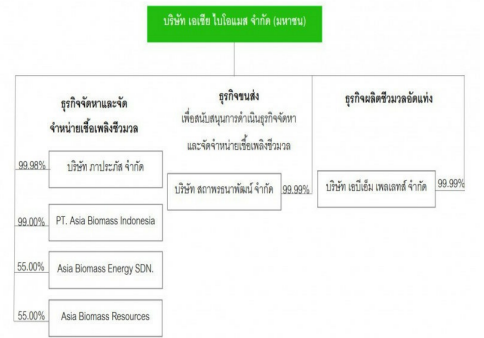 บริษัท เอเซีย ไบโอแมส จำกัด (มหาชน)
ธุรกิจจัดหาและจัด
จำหน่ายเชื้อเพลิงชีวมวล
99.98%
บริษัท ภาประภัส จำกัด
99.00%
PT. Asia Biomass Indonesia
55.00%
Asia Biomass Energy SDN.
55.00%
Asia Biomass Resources
ธุรกิจขนส่ง
เพื่อสนับสนุนการดำเนินธุรกิจจัดหา
และจัดจำหน่ายเชื้อเพลิงชีวมวล
บริษัท สถาพรธนาพัฒน์ จำกัด
99.99%
ธุรกิจผลิตชีวมวลอัดแท่ง
บริษัท เอบีเอ็ม เพลเลทส์ จำกัด
99.99%